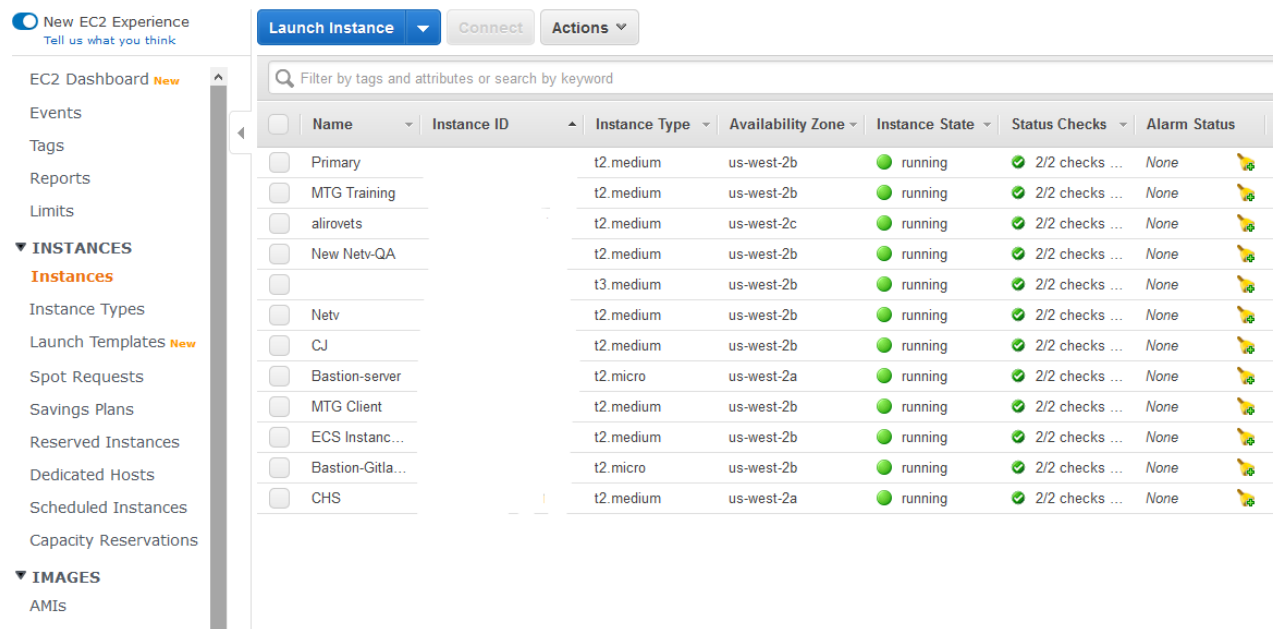 New EC2 Experience
Tell us what you think
EC2 Dashboard New
Events
Tags
Reports
Limits
INSTANCES
Instances
Instance Types
Launch Templates New
Spot Requests
Savings Plans
Reserved Instances
Dedicated Hosts
Scheduled Instances
Capacity Reservations
IMAGES
AMIs
Launch Instance Connect Actions
Filter by tags and attributes or search by keyword
Name Instance ID Instance Type Availability Zone Instance State Status Checks Alarm Status
Primary t2.medium us-west-2b running 2/2 checks ... None
MTG Training t2.medium us-west-2b running 2/2 checks ... None
alirovets t2.medium us-west-2c running 2/2 checks ... None
New Netv-QA t2.medium us-west-2b running 2/2 checks ... None
t3.medium us-west-2b running 2/2 checks ... None
Netv t2.medium us-west-2b running 2/2 checks ... None
CJ t2.medium us-west-2b running 2/2 checks ... None
Bastion-server t2.micro us-west-2a running 2/2 checks ... None
MTG Client t2.medium us-west-2b running 2/2 checks ... None
ECS Instanc... t2.medium us-west-2b running 2/2 checks ... None
Bastion-Gitla... t2.micro us-west-2b running 2/2 checks ... None
CHS t2.medium us-west-2a running 2/2 checks ... None